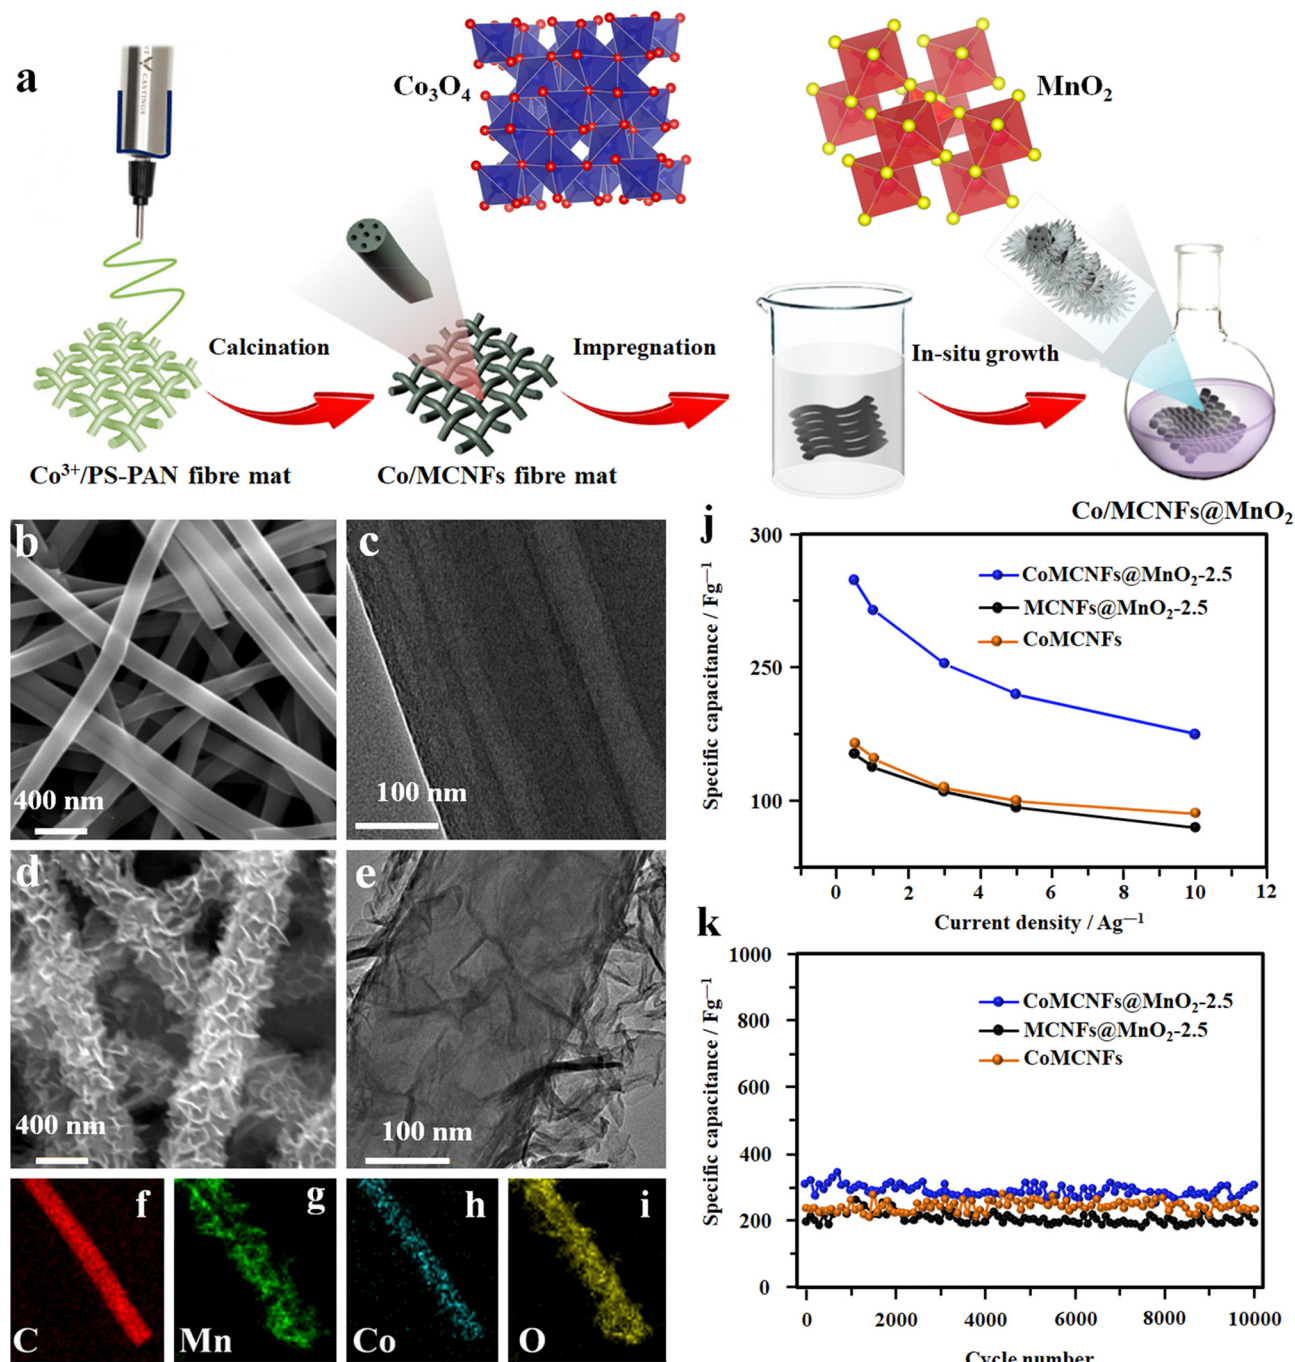 a
CASTINGS
Co₃O₄
MnO₂
Calcination
Impregnation
In-situ growth
Co³⁺/PS-PAN fibre mat
Co/MCNFs fibre mat
Co/MCNFs@MnO₂
b
400 nm
c
100 nm
d
400 nm
e
100 nm
f
C
g
Mn
h
Co
i
O
j
300
250
100
Specific capacitance / Fg⁻¹
CoMCNFs@MnO₂-2.5
MCNFs@MnO₂-2.5
CoMCNFs
0 2 4 6 8 10 12
Current density / Ag⁻¹
k
1000
800
600
400
200
0
Specific capacitance / Fg⁻¹
CoMCNFs@MnO₂-2.5
MCNFs@MnO₂-2.5
CoMCNFs
0 2000 4000 6000 8000 10000
Cycle number